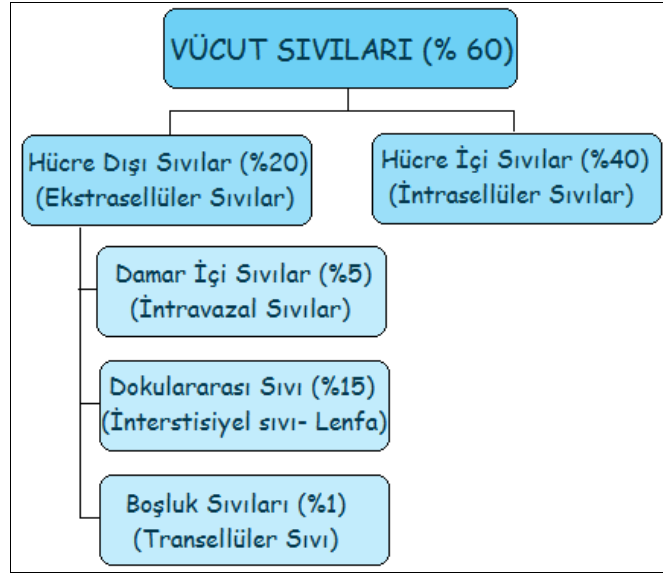 VÜCUT SIVILARI (% 60)
Hücre Dışı Sıvılar (%20)
(Ekstrasellüler Sıvılar)
Hücre İçi Sıvılar (%40)
(İntrasellüler Sıvılar)
Damar İçi Sıvılar (%5)
(İntravazal Sıvılar)
Dokulararası Sıvı (%15)
(İnterstisiyel sıvı- Lenfa)
Boşluk Sıvıları (%1)
(Transellüler Sıvı)